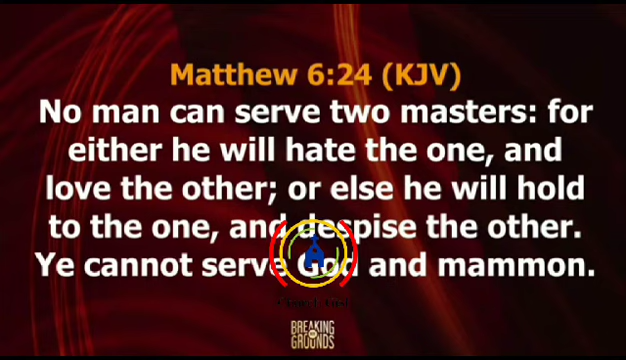 Matthew 6:24 (KJV)
No man can serve two masters: for
either he will hate the one, and
love the other; or else he will hold
to the one, and despise the other.
Ye cannot serve God and mammon.
BREAKING
GROUNDS